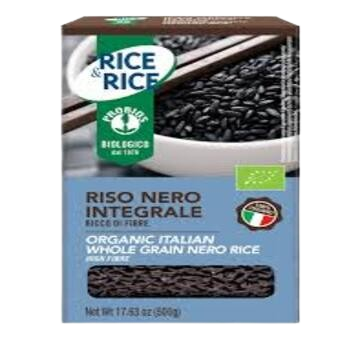 RICE
&
RICE
PROBIOS
BIOLOGICO
dal 1978
RISO NERO
INTEGRALE
RICCO DI FIBRE
ORGANIC ITALIAN
WHOLE GRAIN NERO RICE
HIGH FIBRE
Net Wt 17.63 oz (500g)